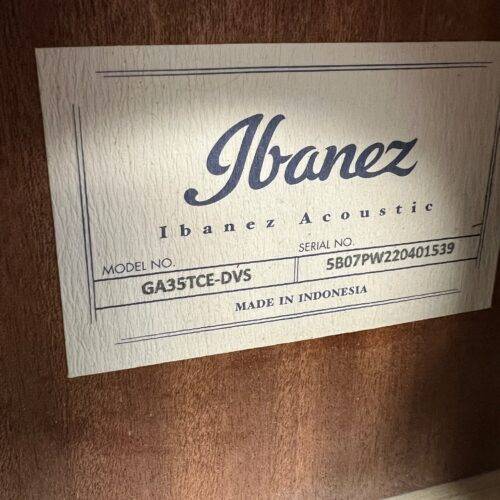 Ibanez
Ibanez Acoustic
MODEL NO. GA35TCE-DVS
SERIAL NO. 5B07PW220401539
MADE IN INDONESIA